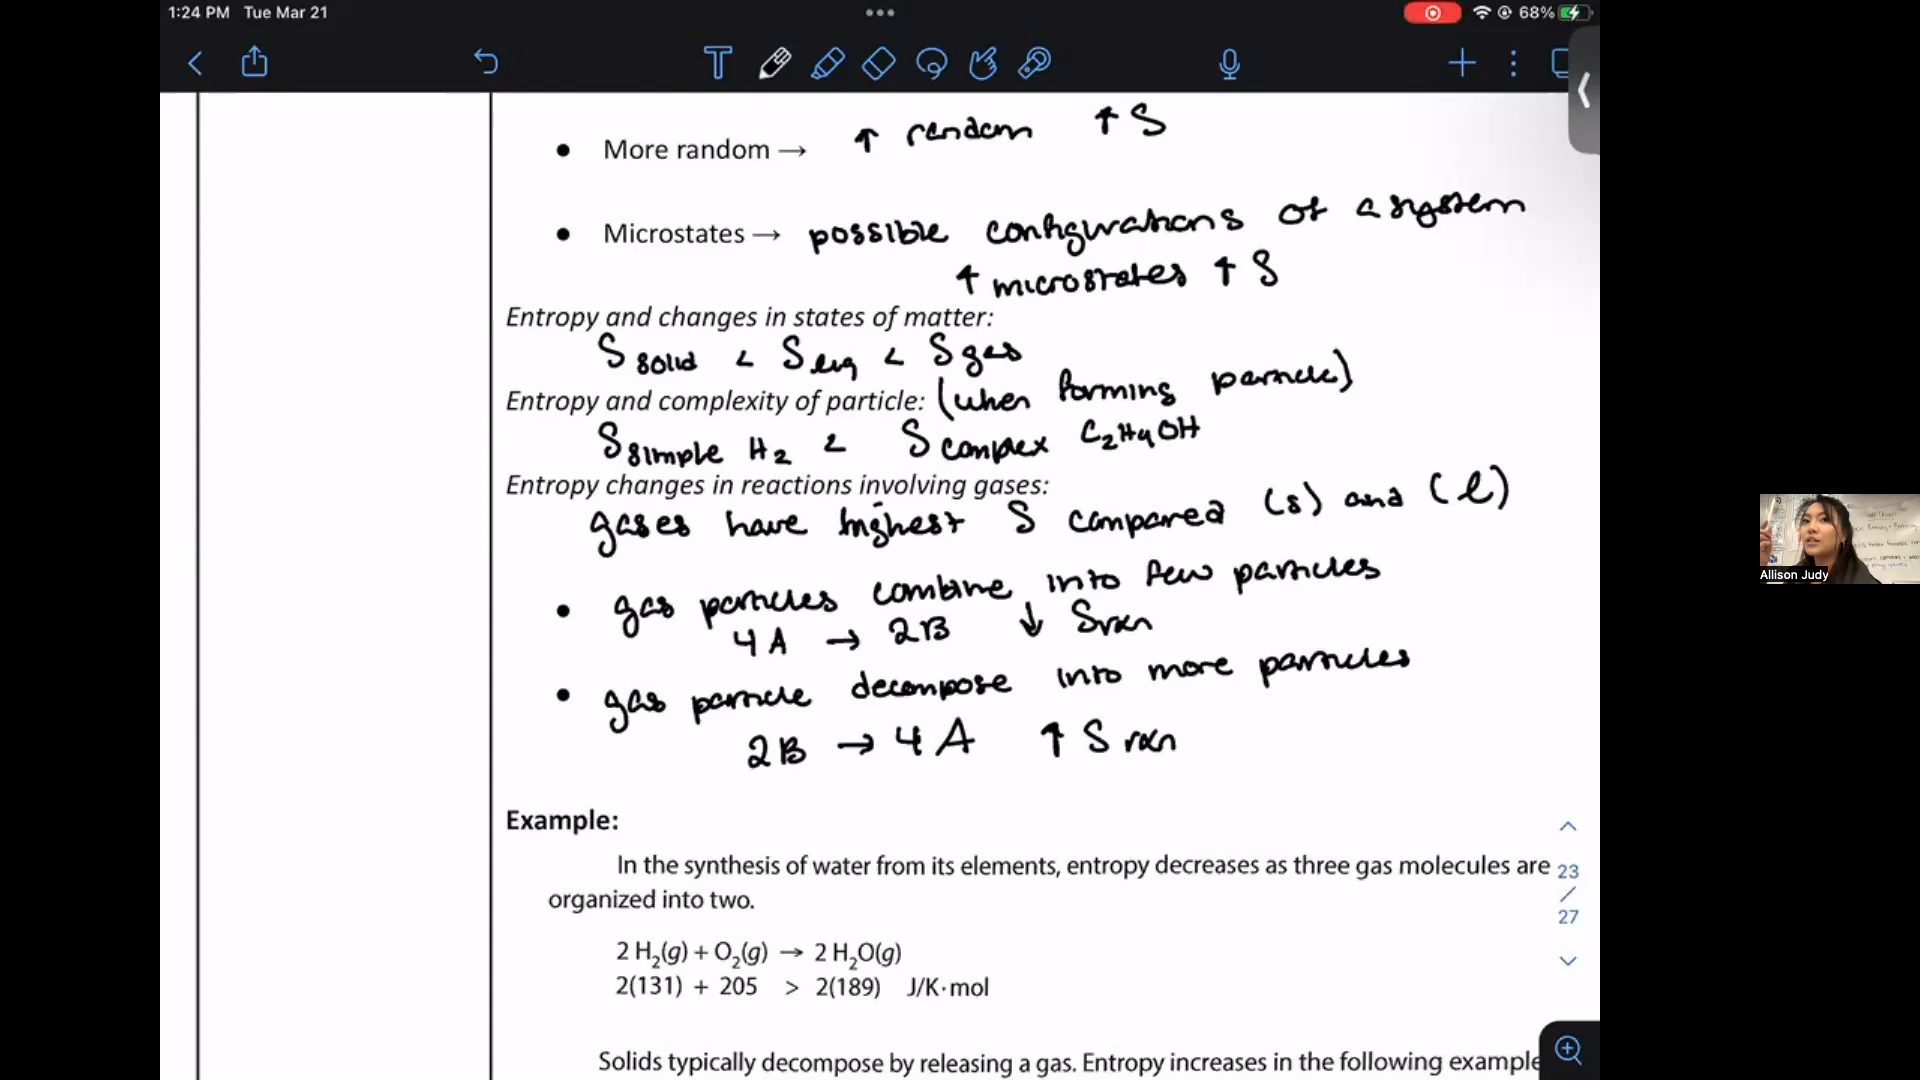 1:24 PM Tue Mar 21
68%
• More random → ↑ random ↑ S
• Microstates → possible configurations of a system
↑ microstates ↑ S
Entropy and changes in states of matter:
S solid < S liq < S gas
Entropy and complexity of particle: (when forming particle)
S simple H2 < S complex C2H4OH
Entropy changes in reactions involving gases:
gases have highest S compared (s) and (l)
• gas particles combine into few particles
4A → 2B ↓ Srxn
• gas particle decompose into more particles
2B → 4A ↑ S rxn
Example:
In the synthesis of water from its elements, entropy decreases as three gas molecules are
organized into two.
2 H2(g) + O2(g) → 2 H2O(g)
2(131) + 205 > 2(189) J/K·mol
Solids typically decompose by releasing a gas. Entropy increases in the following example
23
/
27
Allison Judy